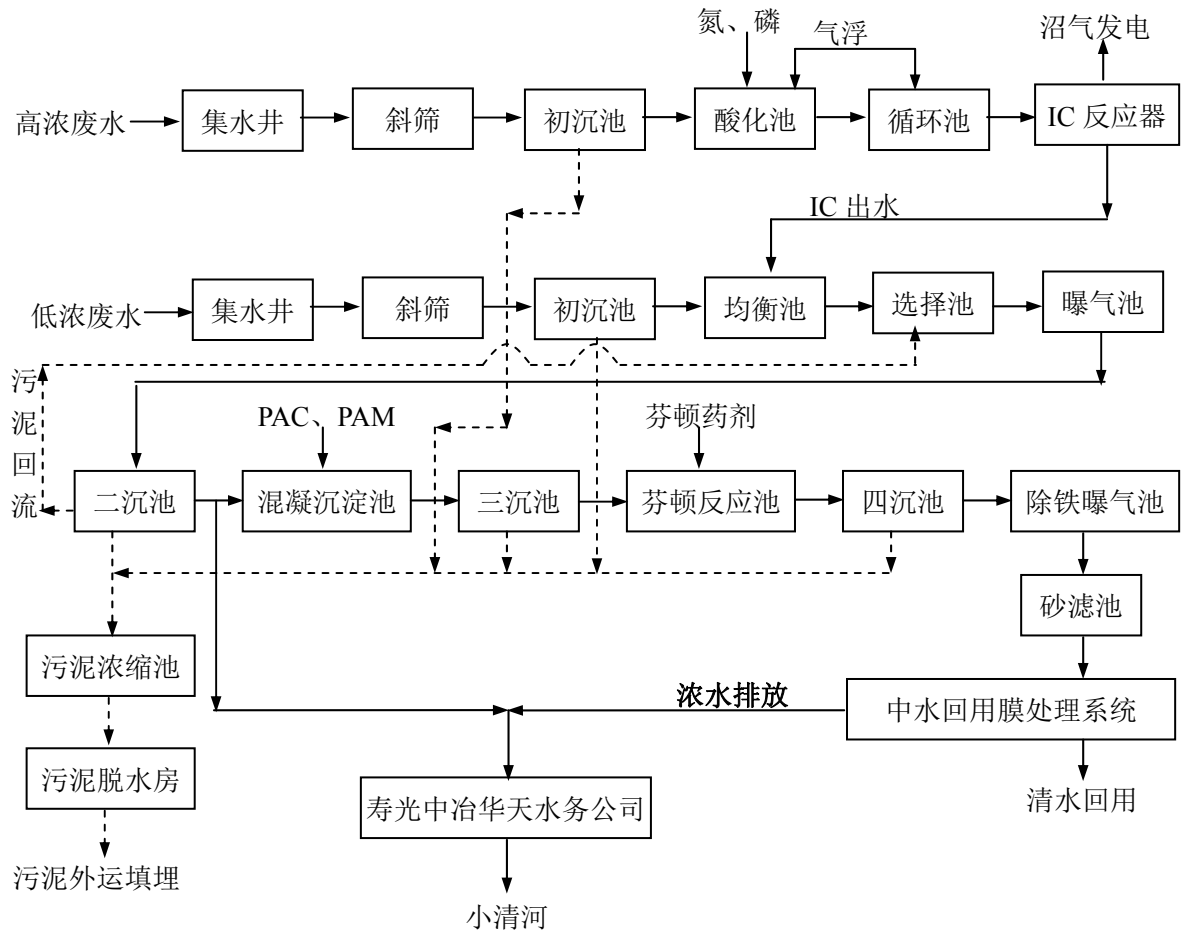 氮、磷
气浮
沼气发电
高浓废水
集水井
斜筛
初沉池
酸化池
循环池
IC 反应器
IC 出水
低浓废水
集水井
斜筛
初沉池
均衡池
选择池
曝气池
污泥回流
PAC、PAM
芬顿药剂
二沉池
混凝沉淀池
三沉池
芬顿反应池
四沉池
除铁曝气池
砂滤池
污泥浓缩池
浓水排放
中水回用膜处理系统
污泥脱水房
寿光中冶华天水务公司
清水回用
污泥外运填埋
小清河